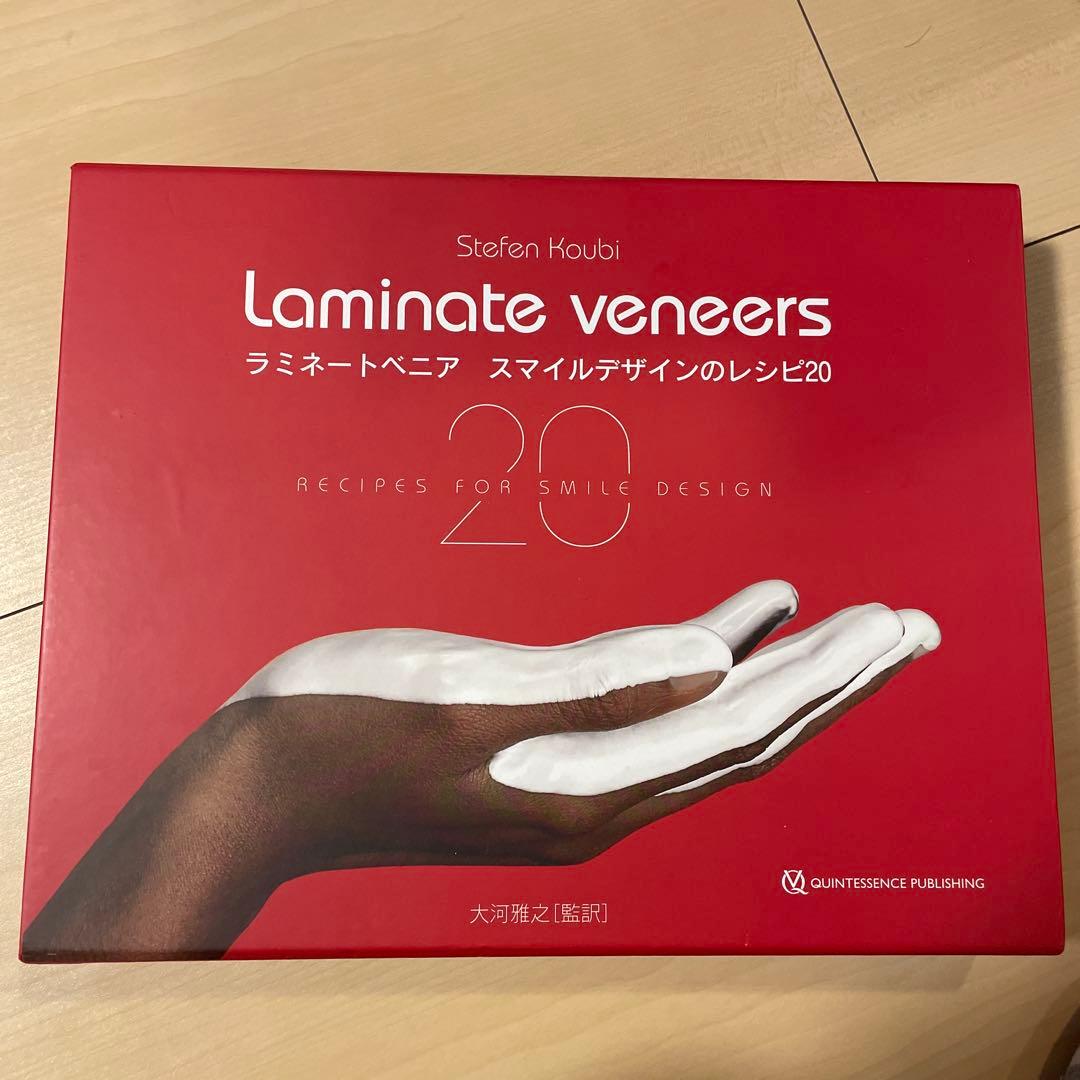 Stefen Koubi
Laminate veneers
ラミネートベニア　スマイルデザインのレシピ20
20
RECIPES FOR SMILE DESIGN
QUINTESSENCE PUBLISHING
大河雅之[監訳]